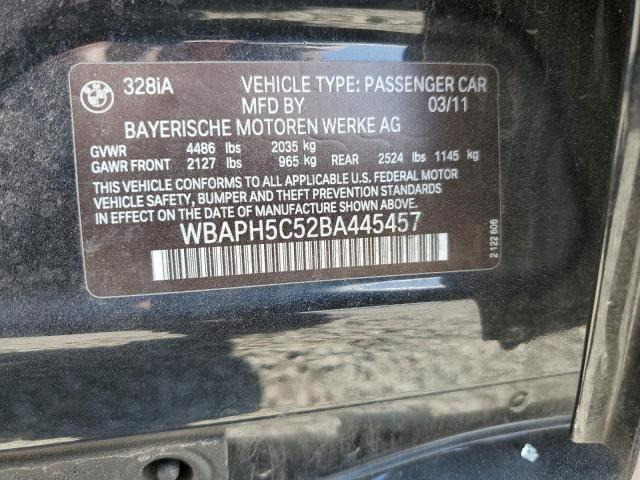 328iA VEHICLE TYPE: PASSENGER CAR
MFD BY 03/11
BAYERISCHE MOTOREN WERKE AG
GVWR 4486 lbs 2035 kg
GAWR FRONT 2127 lbs 965 kg REAR 2524 lbs 1145 kg
THIS VEHICLE CONFORMS TO ALL APPLICABLE U.S. FEDERAL MOTOR
VEHICLE SAFETY, BUMPER AND THEFT PREVENTION STANDARDS
IN EFFECT ON THE DATE OF MANUFACTURE SHOWN ABOVE.
WBAPH5C52BA445457
2 122 606